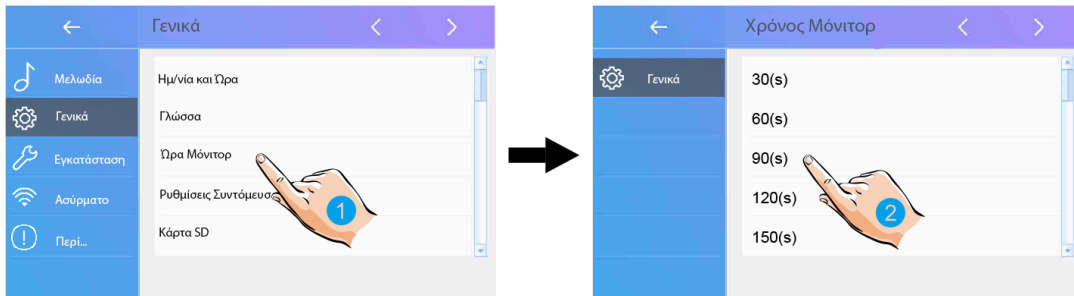 Γενικά
Μελωδία
Γενικά
Εγκατάσταση
Ασύρματο
Περί...
Ημ/νία και Ώρα
Γλώσσα
Ώρα Μόνιτορ
Ρυθμίσεις Συντόμευσ
Κάρτα SD
1
Χρόνος Μόνιτορ
Γενικά
30(s)
60(s)
90(s)
120(s)
150(s)
2